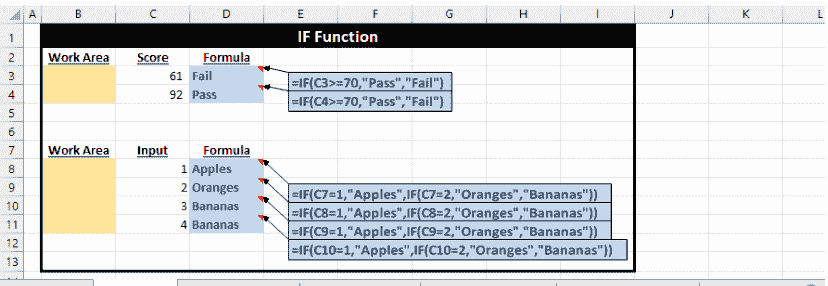 A B C D E F G H I J K L
1 IF Function
2 Work Area Score Formula
3 61 Fail =IF(C3>=70,"Pass","Fail")
4 92 Pass =IF(C4>=70,"Pass","Fail")
5
6
7 Work Area Input Formula
8 1 Apples
9 2 Oranges =IF(C7=1,"Apples",IF(C7=2,"Oranges","Bananas"))
10 3 Bananas =IF(C8=1,"Apples",IF(C8=2,"Oranges","Bananas"))
11 4 Bananas =IF(C9=1,"Apples",IF(C9=2,"Oranges","Bananas"))
12 =IF(C10=1,"Apples",IF(C10=2,"Oranges","Bananas"))
13